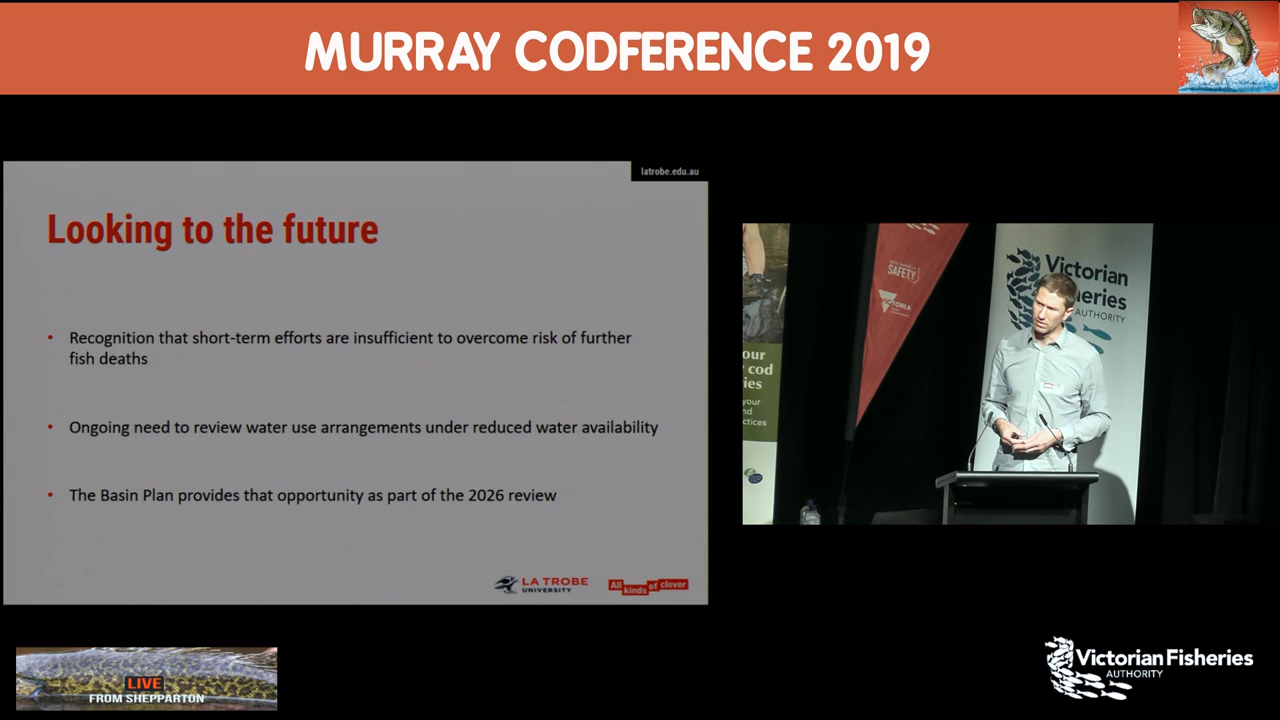 MURRAY CODFERENCE 2019
latrobe.edu.au
Looking to the future
• Recognition that short-term efforts are insufficient to overcome risk of further
fish deaths
• Ongoing need to review water use arrangements under reduced water availability
• The Basin Plan provides that opportunity as part of the 2026 review
LA TROBE
UNIVERSITY
All kinds of clever
SAFETY
VICTORIA
Victorian
heries
AUTHORITY
our
cod
ies
your
nd
ctices
LIVE
FROM SHEPPARTON
Victorian Fisheries
AUTHORITY